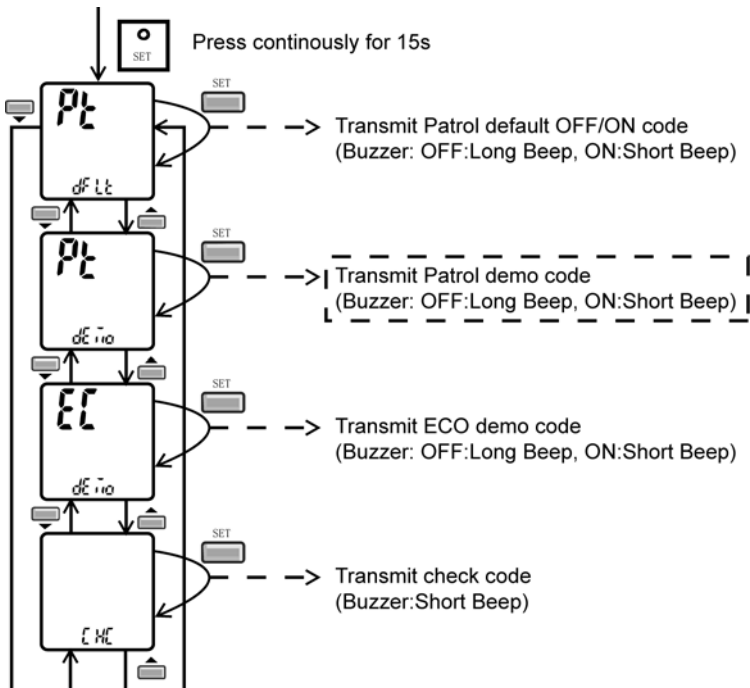 SET
Press continously for 15s
Pt
dFLt
SET
Transmit Patrol default OFF/ON code
(Buzzer: OFF:Long Beep, ON:Short Beep)
Pt
dEmo
SET
Transmit Patrol demo code
(Buzzer: OFF:Long Beep, ON:Short Beep)
EC
dEmo
SET
Transmit ECO demo code
(Buzzer: OFF:Long Beep, ON:Short Beep)
CHC
SET
Transmit check code
(Buzzer:Short Beep)